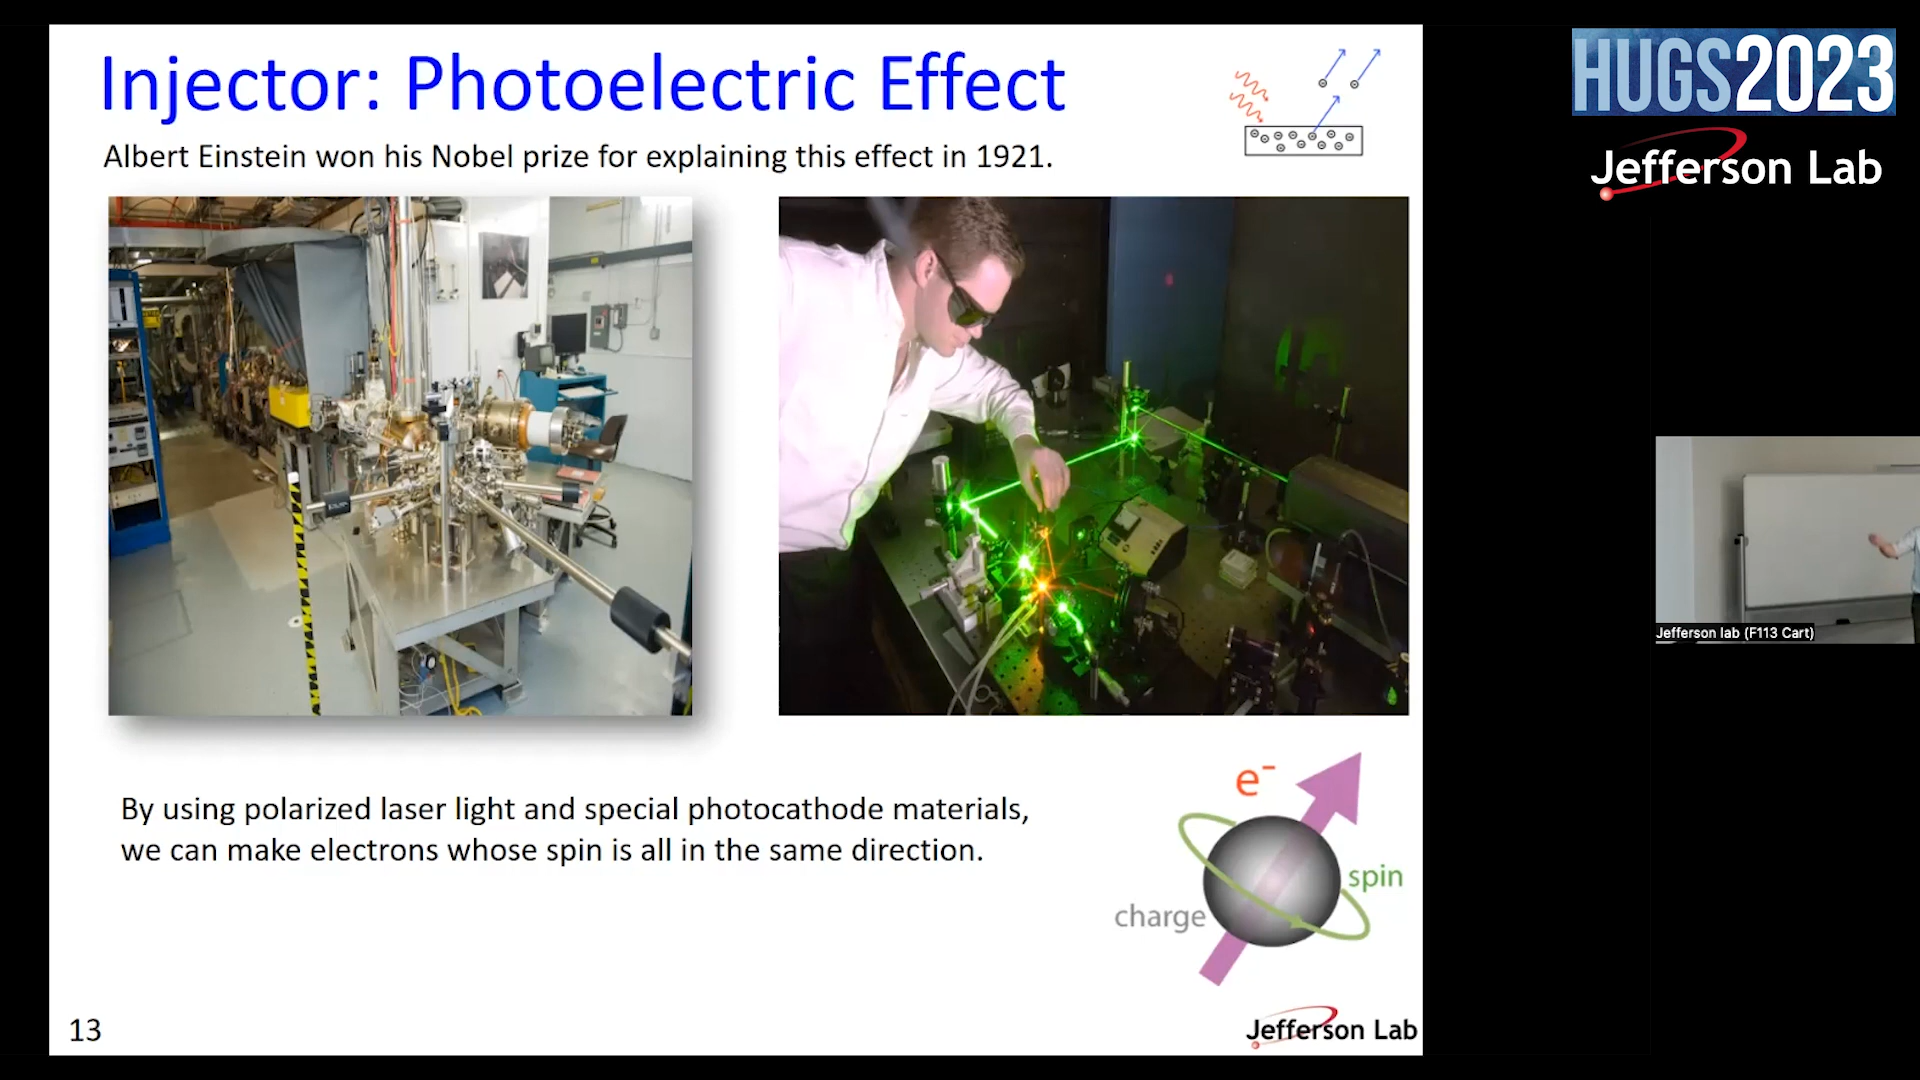 Injector: Photoelectric Effect
Albert Einstein won his Nobel prize for explaining this effect in 1921.
HUGS2023
Jefferson Lab
Jefferson lab (F113 Cart)
By using polarized laser light and special photocathode materials,
we can make electrons whose spin is all in the same direction.
e⁻
spin
charge
13
Jefferson Lab